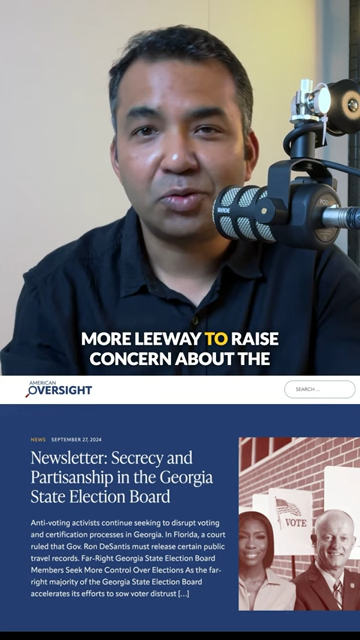 RODE
MORE LEEWAY TO RAISE
CONCERN ABOUT THE
AMERICAN
OVERSIGHT
SEARCH ...
NEWS SEPTEMBER 27, 2024
Newsletter: Secrecy and
Partisanship in the Georgia
State Election Board
Anti-voting activists continue seeking to disrupt voting
and certification processes in Georgia. In Florida, a court
ruled that Gov. Ron DeSantis must release certain public
travel records. Far-Right Georgia State Election Board
Members Seek More Control Over Elections As the far-
right majority of the Georgia State Election Board
accelerates its efforts to sow voter distrust [...]
VOTE